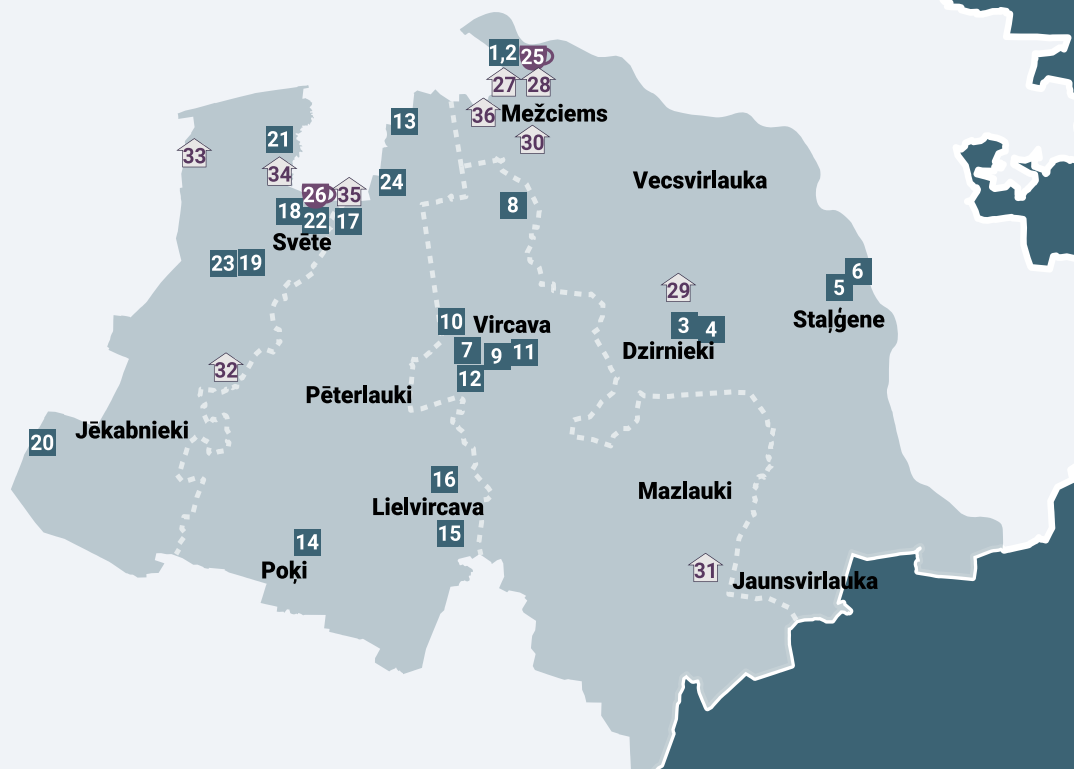 1,2 25
27 28
36 Mežciems
13
21
30
33
34
Vecsvirlauka
24
26 35
8
18
22 17
Svēte
23 19
6
5
29
Staļģene
10 Vircava
3 4
Dzirnieki
7 9 11
32
12
Pēterlauki
Jēkabnieki
20
16
Mazlauki
Lielvircava
15
14
Poķi
31
Jaunsvirlauka